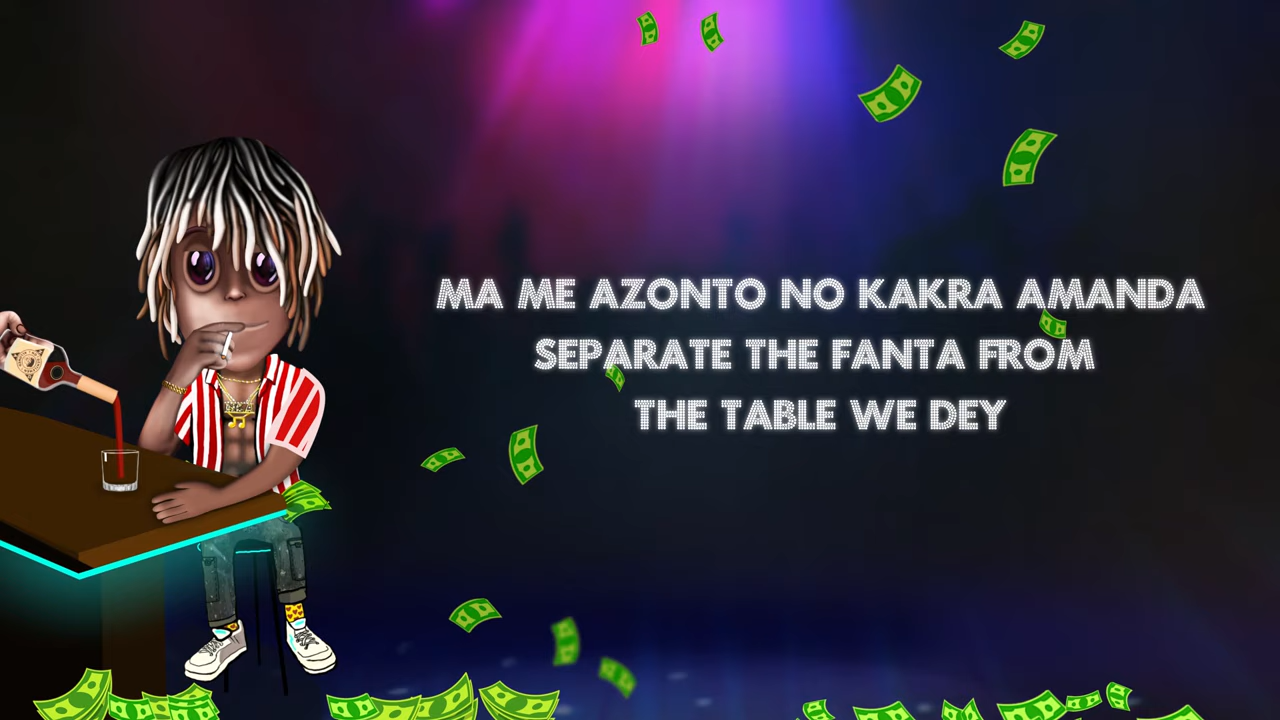 MA ME AZONTO NO KAKRA AMANDA
SEPARATE THE FANTA FROM
THE TABLE WE DEY